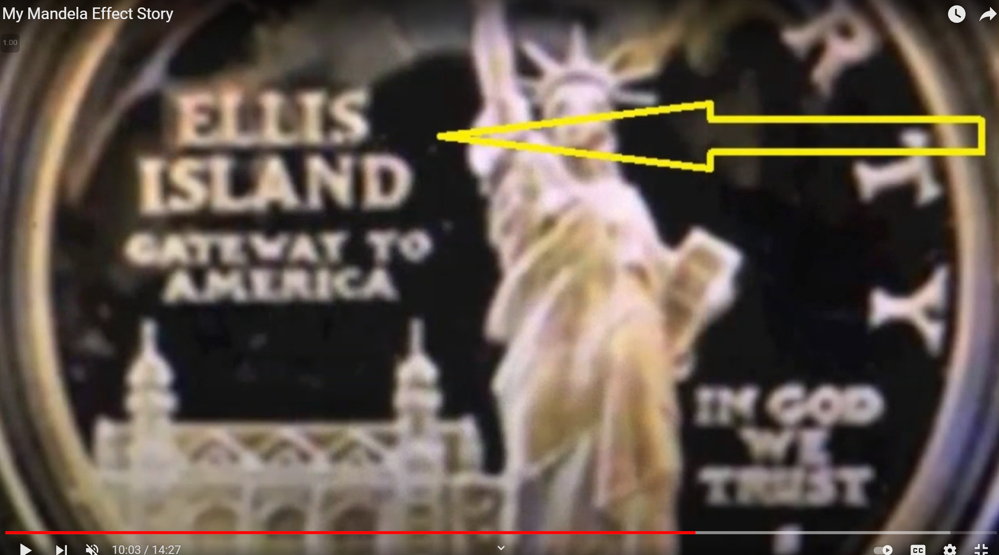 My Mandela Effect Story
1.00
ELLIS
ISLAND
GATEWAY TO
AMERICA
R
T
Y
IN GOD
WE
TRUST
10:03 / 14:27
CC